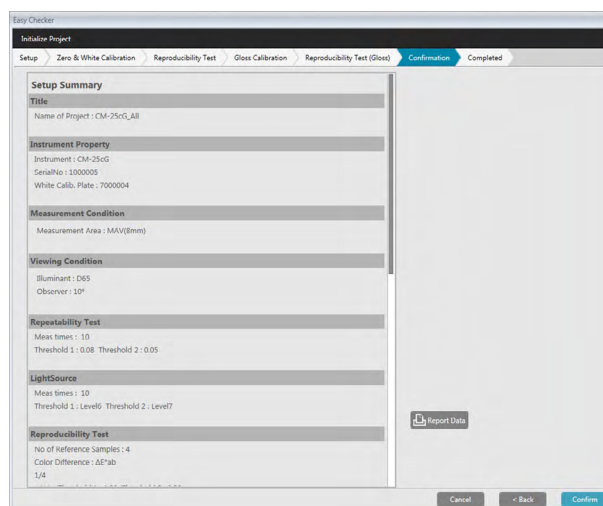 Easy Checker
Initialize Project
Setup Zero & White Calibration Reproducibility Test Gloss Calibration Reproducibility Test (Gloss) Confirmation Completed
Setup Summary
Title
Name of Project : CM-25cG_All
Instrument Property
Instrument : CM-25cG
SerialNo : 1000005
White Calib. Plate : 7000004
Measurement Condition
Measurement Area : MAV(8mm)
Viewing Condition
Illuminant : D65
Observer : 10°
Repeatability Test
Meas times : 10
Threshold 1 : 0.08 Threshold 2 : 0.05
LightSource
Meas times : 10
Threshold 1 : Level6 Threshold 2 : Level7
Report Data
Reproducibility Test
No of Reference Samples : 4
Color Difference : ΔE*ab
1/4
Cancel < Back Confirm